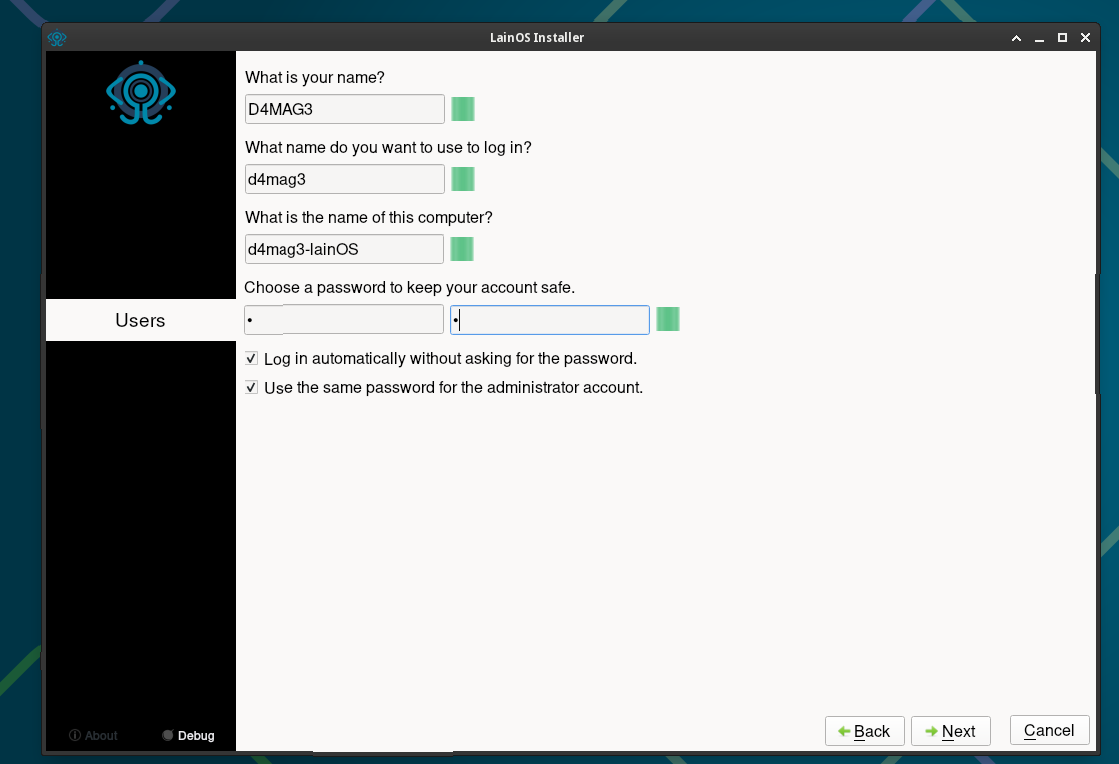 LainOS Installer
What is your name?
D4MAG3
What name do you want to use to log in?
d4mag3
What is the name of this computer?
d4mag3-lainOS
Choose a password to keep your account safe.
• •
Users
Log in automatically without asking for the password.
Use the same password for the administrator account.
About Debug
Back Next Cancel